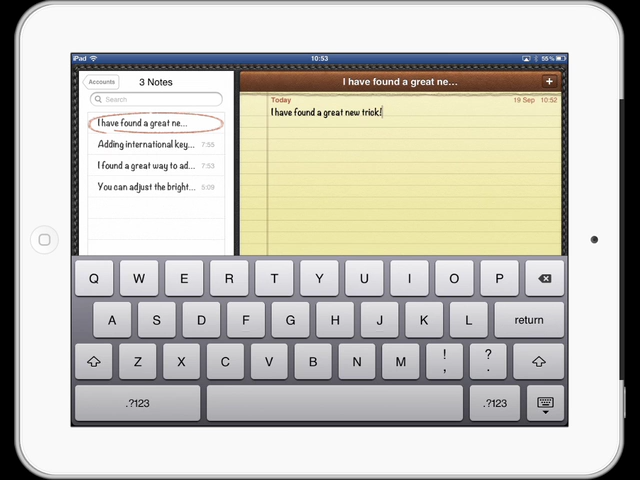 iPad 10:53 55%
Accounts 3 Notes I have found a great ne... +
Search
Today 19 Sep 10:52
I have found a great new trick!
I have found a great ne...
Adding international key... 7:55
I found a great way to ad... 7:53
You can adjust the bright... 5:09
Q W E R T Y U I O P
A S D F G H J K L return
Z X C V B N M ! , ? .
.?123 .?123